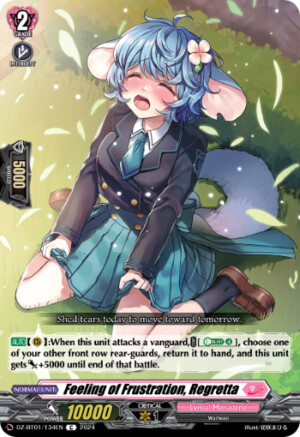 2
GRADE
INTERCEPT
5000
SHIELD
Shed tears today to move toward tomorrow.
AUTO :When this unit attacks a vanguard, [ ], choose one
of your other front row rear-guards, return it to hand, and this unit
gets +5000 until end of that battle.
NORMAL UNIT
Feeling of Frustration, Regretta
Lyrical Monasterio
POWER 10000
CRITICAL 1
Warbeast
DZ-BT01/134EN C 2024